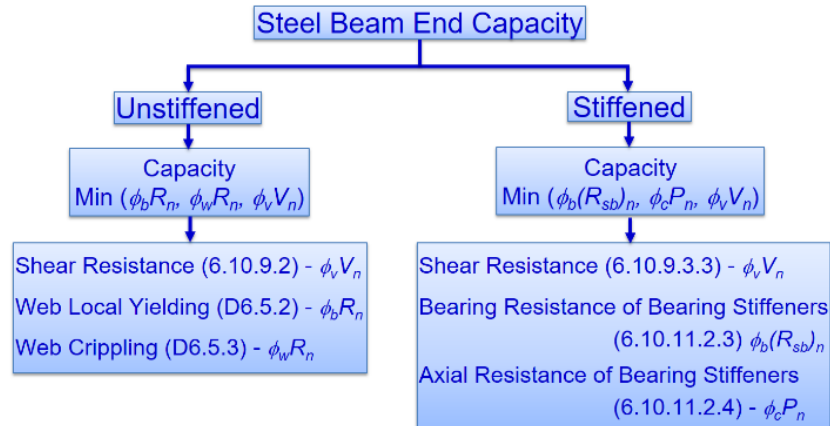 Steel Beam End Capacity
Unstiffened
Capacity
Min (ϕbRn, ϕwRn, ϕvVn)
Shear Resistance (6.10.9.2) - ϕvVn
Web Local Yielding (D6.5.2) - ϕbRn
Web Crippling (D6.5.3) - ϕwRn
Stiffened
Capacity
Min (ϕb(Rsb)n, ϕcPn, ϕvVn)
Shear Resistance (6.10.9.3.3) - ϕvVn
Bearing Resistance of Bearing Stiffeners
(6.10.11.2.3) ϕb(Rsb)n
Axial Resistance of Bearing Stiffeners
(6.10.11.2.4) - ϕcPn